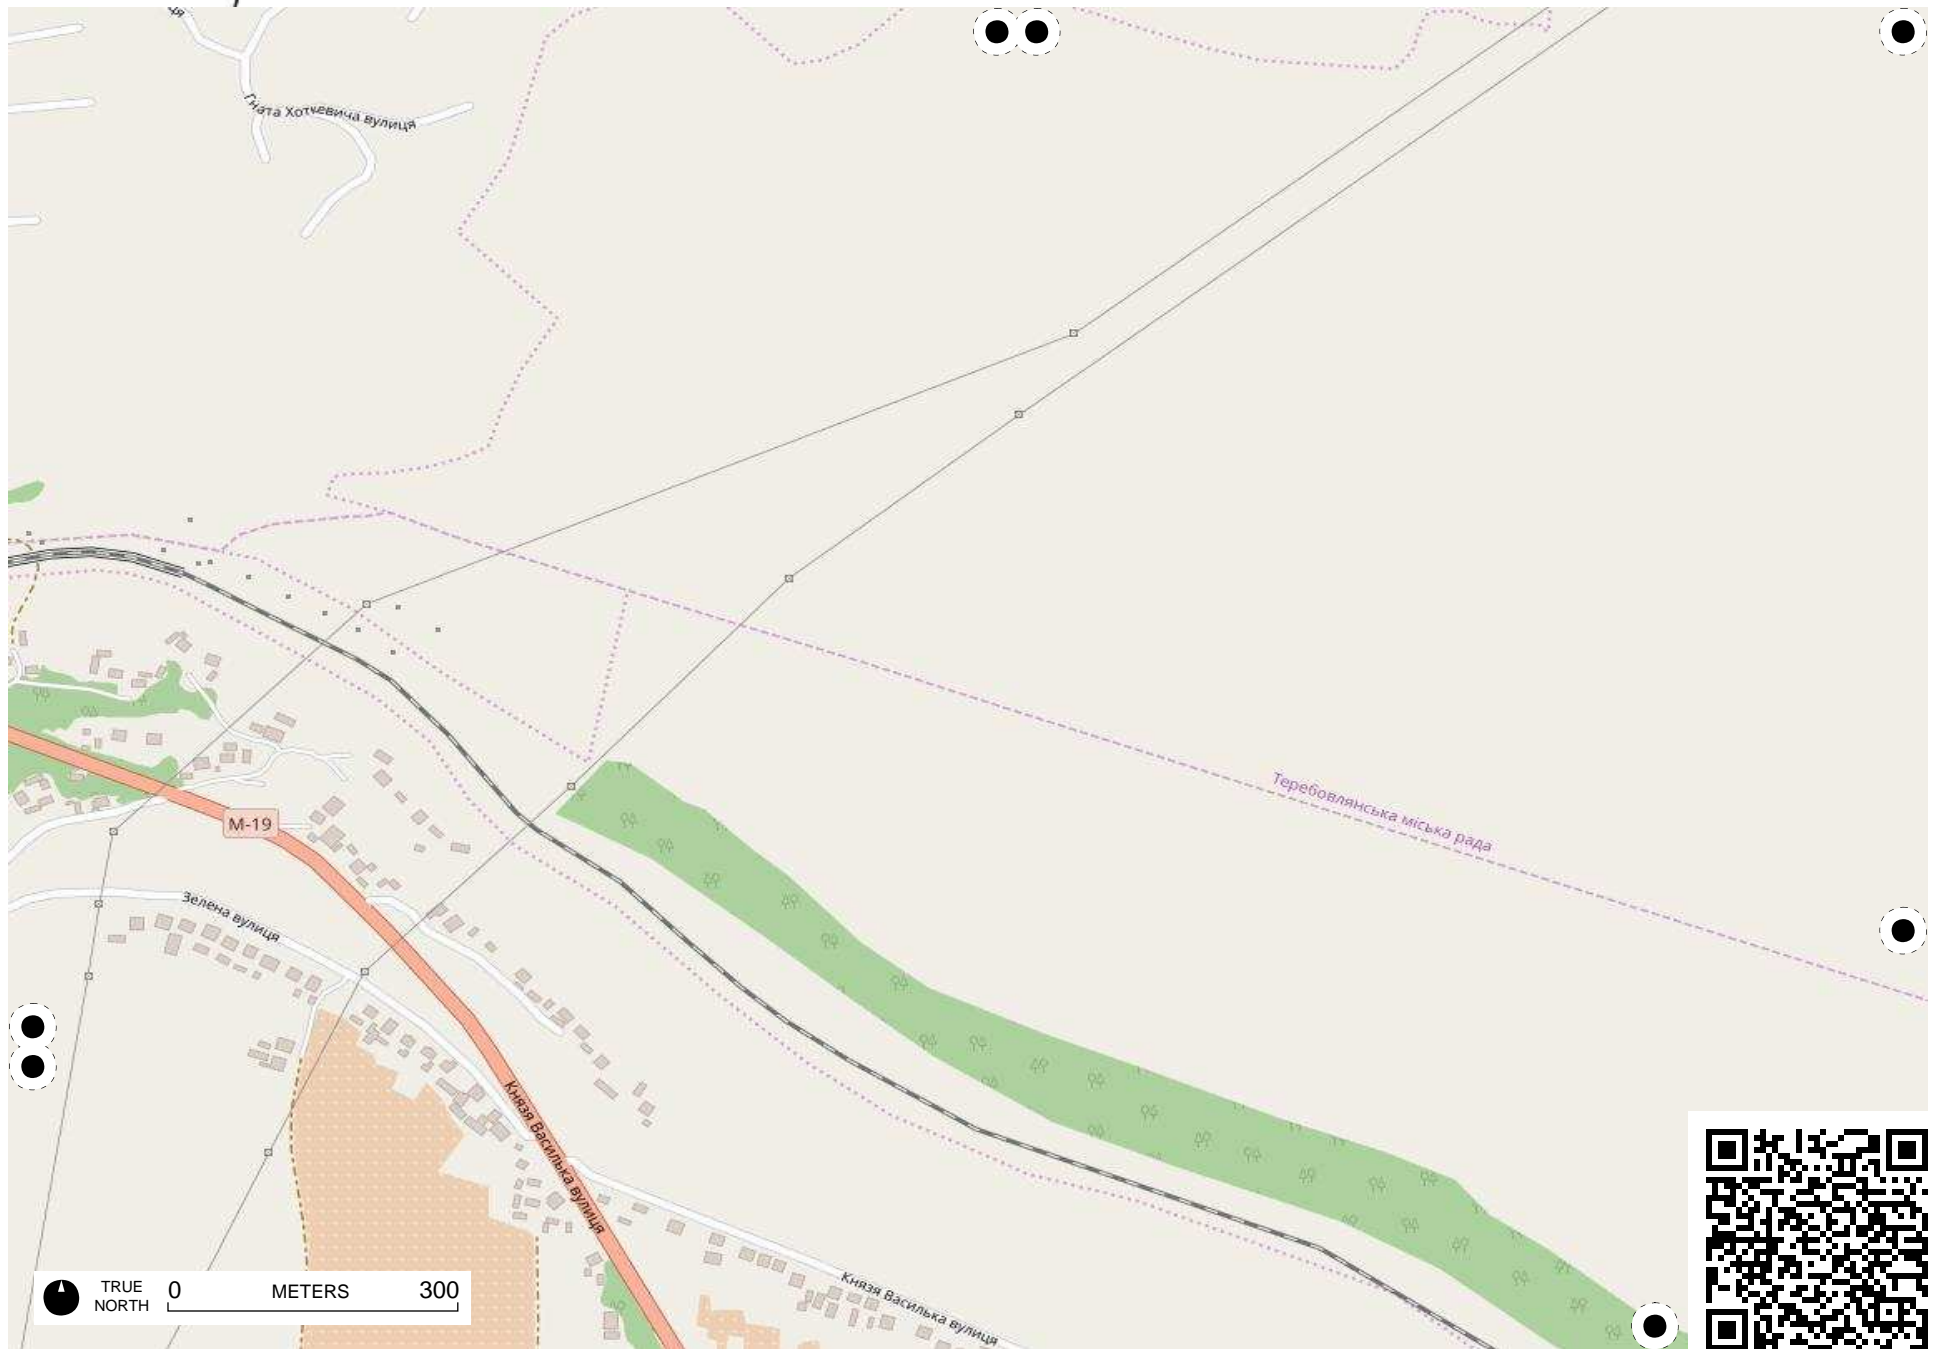 Гната Хоткевича вулиця
Теребовлянська міська рада
М-19
Зелена вулиця
Князя Василька вулиця
Князя Василька вулиця
TRUE NORTH
0 METERS 300